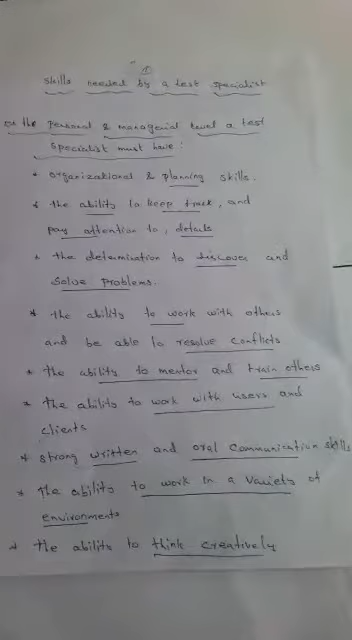 1
skills needed by a test specialist
on the personal & managerial level a test
specialist must have:
* organizational & planning skills.
* the ability to keep track, and
pay attention to, details
* the determination to discover and
solve problems.
* the ability to work with others
and be able to resolve conflicts
* the ability to mentor and train others
* the ability to work with users and
clients
* strong written and oral communication skills
* the ability to work in a variety of
environments
* the ability to think creatively